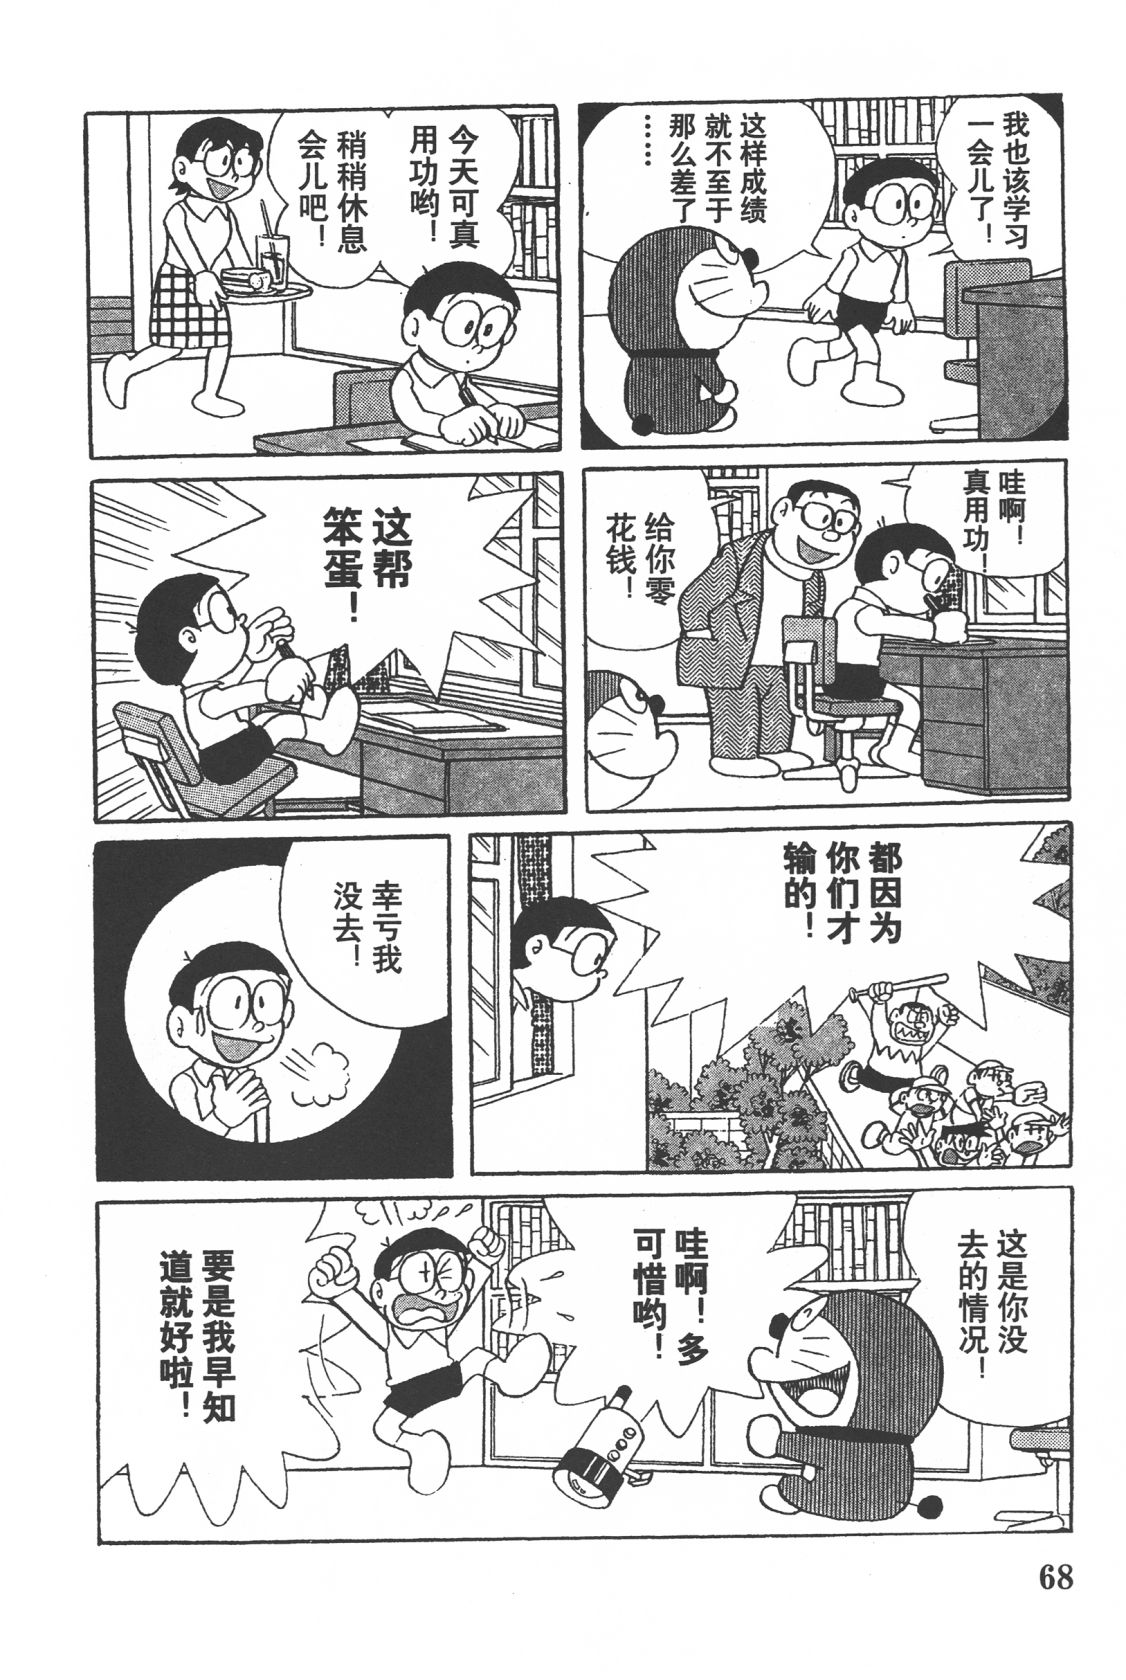 我也该学习
一会儿了！
这样成绩
就不至于
那么差了
……
今天可真
用功哟！
稍稍休息
会儿吧！
哇啊！
真用功！
给你零
花钱！
这帮
笨蛋！
都因为
你们才
输的！
幸亏我
没去！
这是你没
去的情况！
哇啊！多
可惜哟！
要是我早知
道就好啦！
68